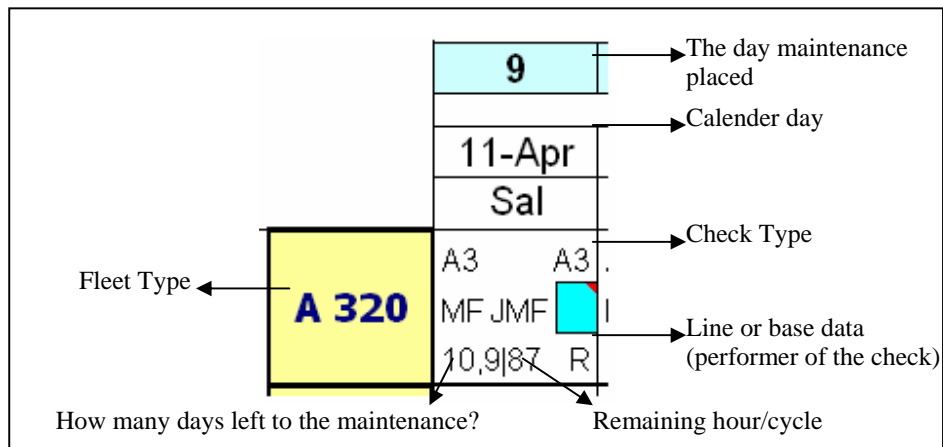 9
The day maintenance
placed
Calender day
11-Apr
Sal
Check Type
Fleet Type
A 320
A3 A3
MF JMF
10,9|87 R
Line or base data
(performer of the check)
How many days left to the maintenance?
Remaining hour/cycle